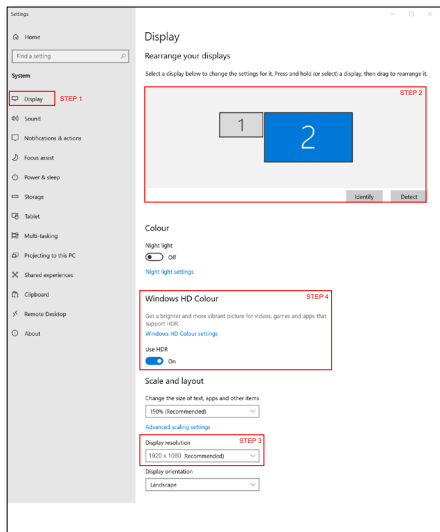 Settings
Home
Find a setting
System
Display
STEP 1
Sound
Notifications & actions
Focus assist
Power & sleep
Storage
Tablet
Multi-tasking
Projecting to this PC
Shared experiences
Clipboard
Remote Desktop
About
Display
Rearrange your displays
Select a display below to change the settings for it. Press and hold (or select) a display, then drag to rearrange it.
STEP 2
1
2
Identify
Detect
Colour
Night light
Off
Night light settings
Windows HD Colour
STEP 4
Get a brighter and more vibrant picture for videos, games and apps that
support HDR.
Windows HD Colour settings
Use HDR
On
Scale and layout
Change the size of text, apps and other items
150% (Recommended)
Advanced scaling settings
Display resolution
STEP 3
1920 x 1080 (Recommended)
Display orientation
Landscape